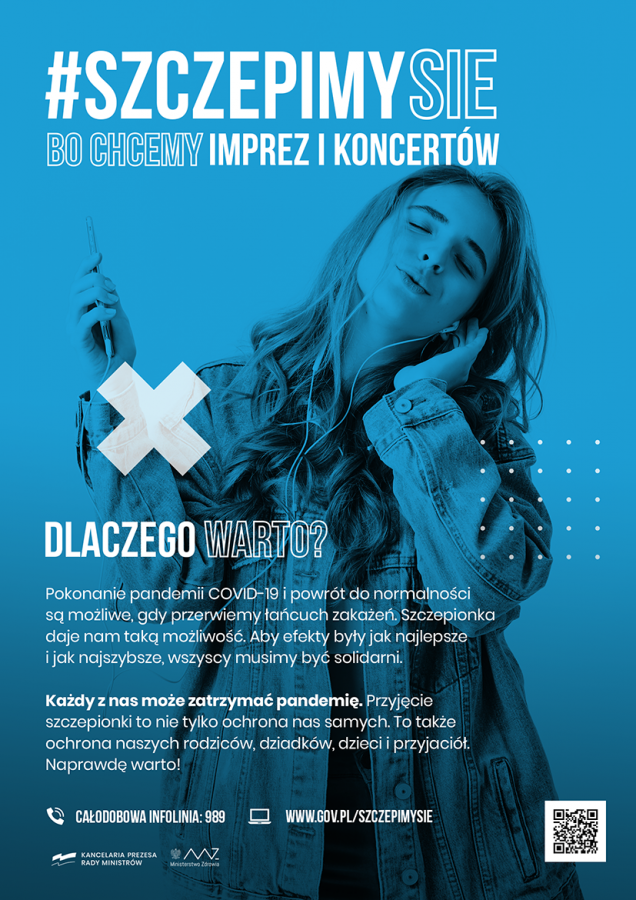 #SZCZEPIMYSIE
BO CHCEMY IMPREZ I KONCERTÓW
DLACZEGO WARTO?
Pokonanie pandemii COVID-19 i powrót do normalności
są możliwe, gdy przerwiemy łańcuch zakażeń. Szczepionka
daje nam taką możliwość. Aby efekty były jak najlepsze
i jak najszybsze, wszyscy musimy być solidarni.
Każdy z nas może zatrzymać pandemię. Przyjęcie
szczepionki to nie tylko ochrona nas samych. To także
ochrona naszych rodziców, dziadków, dzieci i przyjaciół.
Naprawdę warto!
CAŁODOBOWA INFOLINIA: 989
WWW.GOV.PL/SZCZEPIMYSIE
KANCELARIA PREZESA
RADY MINISTRÓW
MZ
Ministerstwo Zdrowia